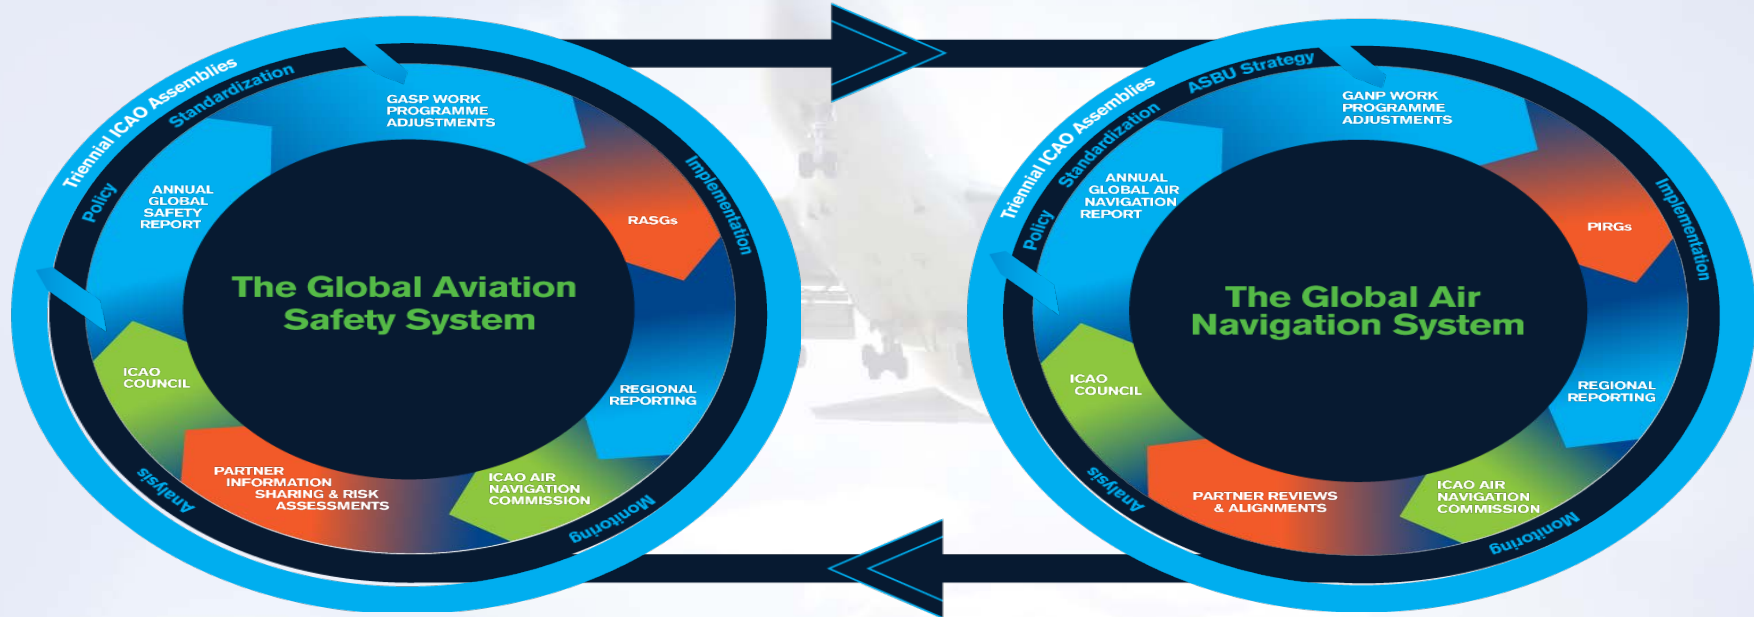 Triennial ICAO Assemblies
Policy
Standardization
Implementation
Monitoring
Analysis
GASP WORK
PROGRAMME
ADJUSTMENTS
RASGs
REGIONAL
REPORTING
ICAO AIR
NAVIGATION
COMMISSION
PARTNER
INFORMATION
SHARING & RISK
ASSESSMENTS
ICAO
COUNCIL
ANNUAL
GLOBAL
SAFETY
REPORT
The Global Aviation
Safety System
Triennial ICAO Assemblies
Policy
Standardization
ASBU Strategy
Implementation
Monitoring
Analysis
GANP WORK
PROGRAMME
ADJUSTMENTS
PIRGs
REGIONAL
REPORTING
ICAO AIR
NAVIGATION
COMMISSION
PARTNER REVIEWS
& ALIGNMENTS
ICAO
COUNCIL
ANNUAL
GLOBAL AIR
NAVIGATION
REPORT
The Global Air
Navigation System